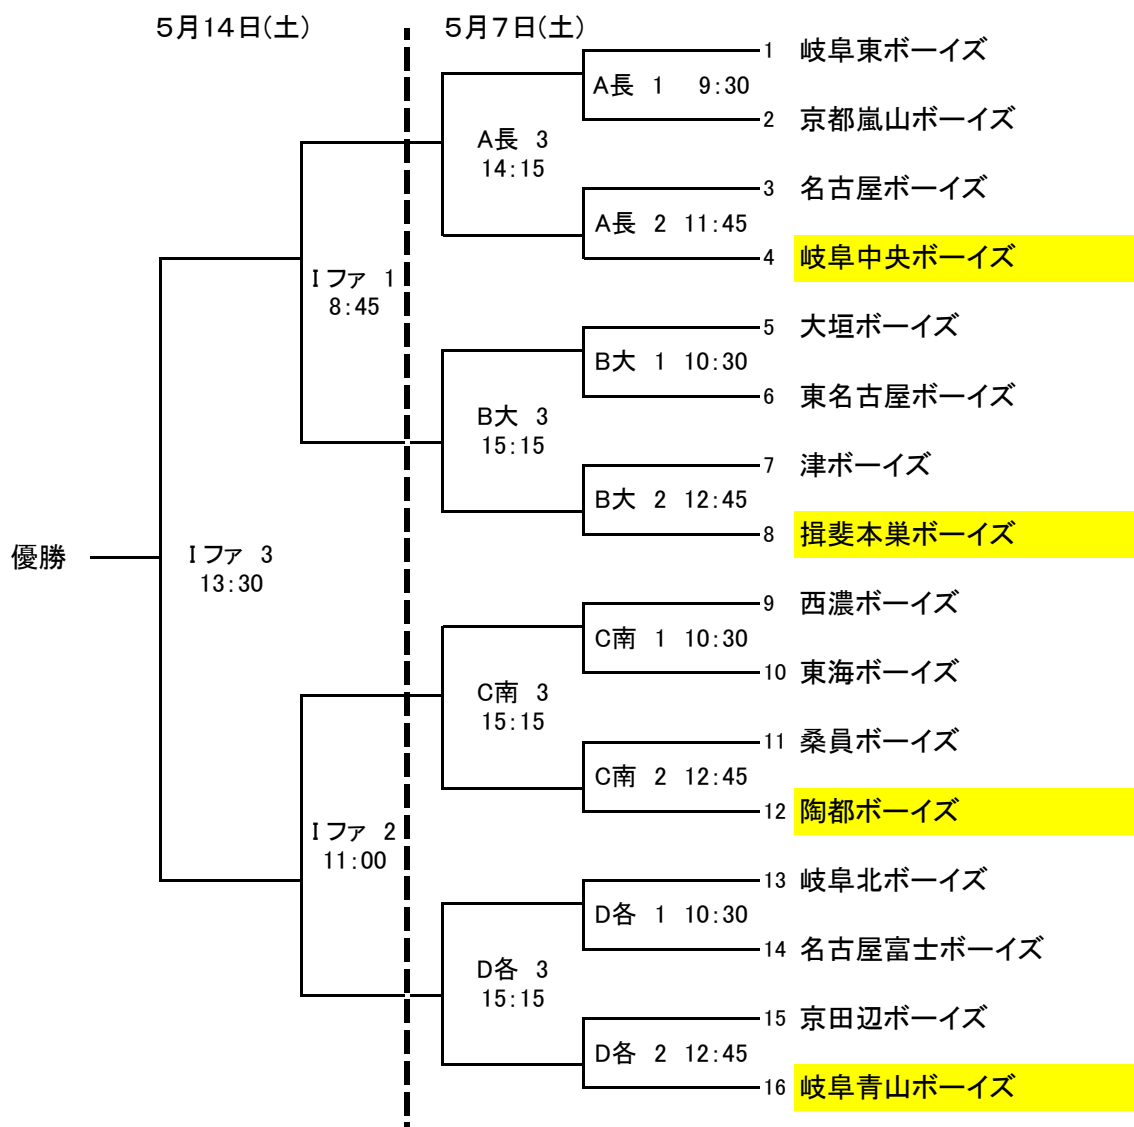 5月14日(土)
5月7日(土)
1 岐阜東ボーイズ
A長 1 9:30
2 京都嵐山ボーイズ
A長 3
14:15
3 名古屋ボーイズ
A長 2 11:45
4 岐阜中央ボーイズ
I ファ 1
8:45
5 大垣ボーイズ
B大 1 10:30
6 東名古屋ボーイズ
B大 3
15:15
7 津ボーイズ
B大 2 12:45
8 揖斐本巣ボーイズ
優勝
I ファ 3
13:30
9 西濃ボーイズ
C南 1 10:30
10 東海ボーイズ
C南 3
15:15
11 桑員ボーイズ
C南 2 12:45
12 陶都ボーイズ
I ファ 2
11:00
13 岐阜北ボーイズ
D各 1 10:30
14 名古屋富士ボーイズ
D各 3
15:15
15 京田辺ボーイズ
D各 2 12:45
16 岐阜青山ボーイズ